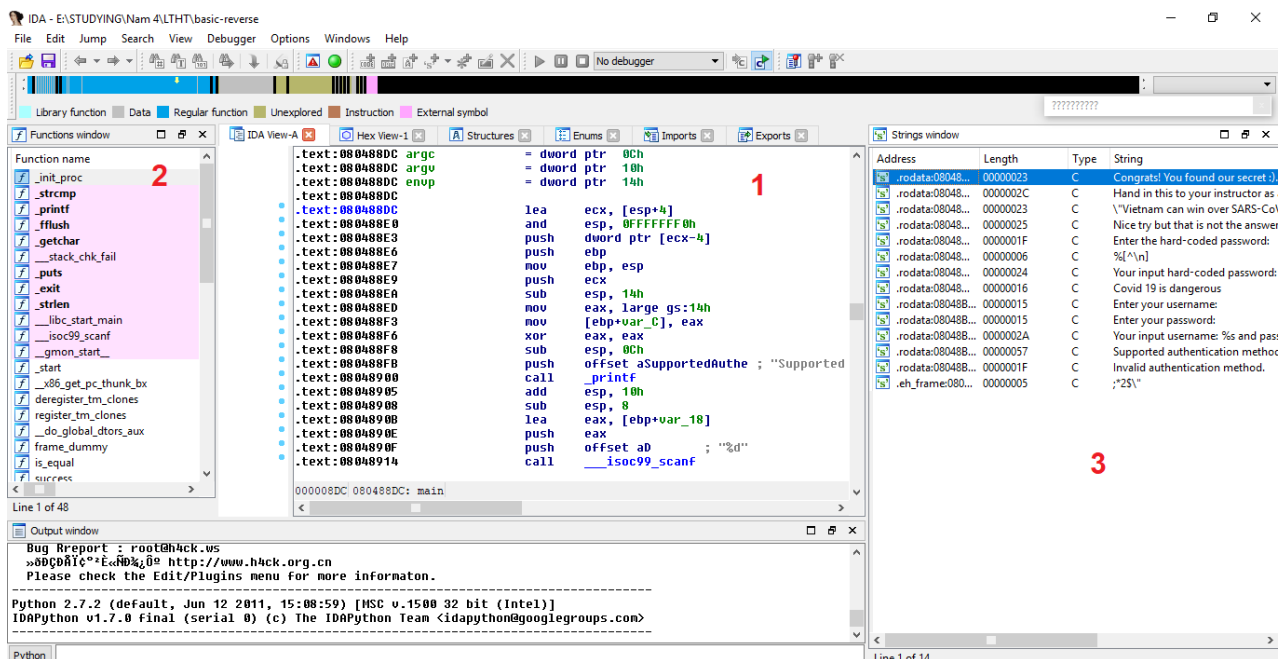 IDA - E:\STUDYING\Nam 4\LTHT\basic-reverse
File Edit Jump Search View Debugger Options Windows Help
No debugger
Library function Data Regular function Unexplored Instruction External symbol
??????????
Functions window
IDA View-A Hex View-1 Structures Enums Imports Exports
Strings window
Function name
2
_init_proc
_strcmp
_printf
_fflush
_getchar
___stack_chk_fail
_puts
_exit
_strlen
___libc_start_main
___isoc99_scanf
__gmon_start__
_start
__x86_get_pc_thunk_bx
deregister_tm_clones
register_tm_clones
__do_global_dtors_aux
frame_dummy
is_equal
success
Line 1 of 48
1
.text:080488DC argc = dword ptr 0Ch
.text:080488DC argv = dword ptr 10h
.text:080488DC envp = dword ptr 14h
.text:080488DC
.text:080488DC lea ecx, [esp+4]
.text:080488E0 and esp, 0FFFFFFF0h
.text:080488E3 push dword ptr [ecx-4]
.text:080488E6 push ebp
.text:080488E7 mov ebp, esp
.text:080488E9 push ecx
.text:080488EA sub esp, 14h
.text:080488ED mov eax, large gs:14h
.text:080488F3 mov [ebp+var_C], eax
.text:080488F6 xor eax, eax
.text:080488F8 sub esp, 0Ch
.text:080488FB push offset aSupportedAuthe ; "Supported
.text:08048900 call _printf
.text:08048905 add esp, 10h
.text:08048908 sub esp, 8
.text:0804890B lea eax, [ebp+var_18]
.text:0804890E push eax
.text:0804890F push offset aD ; "%d"
.text:08048914 call ___isoc99_scanf
000008DC 080488DC: main
Address Length Type String
.rodata:08048... 00000023 C Congrats! You found our secret :).
.rodata:08048... 0000002C C Hand in this to your instructor as
.rodata:08048... 00000023 C \"Vietnam can win over SARS-CoV
.rodata:08048... 00000025 C Nice try but that is not the answer
.rodata:08048... 0000001F C Enter the hard-coded password:
.rodata:08048... 00000006 C %[^\n]
.rodata:08048... 00000024 C Your input hard-coded password:
.rodata:08048... 00000016 C Covid 19 is dangerous
.rodata:08048B... 00000015 C Enter your username:
.rodata:08048B... 00000015 C Enter your password:
.rodata:08048B... 0000002A C Your input username: %s and pass
.rodata:08048B... 00000057 C Supported authentication method
.rodata:08048B... 0000001F C Invalid authentication method.
.eh_frame:080... 00000005 C ;*2$\"
3
Line 1 of 14
Output window
Bug Rreport : root@h4ck.ws
http://www.h4ck.org.cn
Please check the Edit/Plugins menu for more informaton.
---------------------------------------------------------------------------------
Python 2.7.2 (default, Jun 12 2011, 15:08:59) [MSC v.1500 32 bit (Intel)]
IDAPython v1.7.0 final (serial 0) (c) The IDAPython Team <idapython@googlegroups.com>
---------------------------------------------------------------------------------
Python